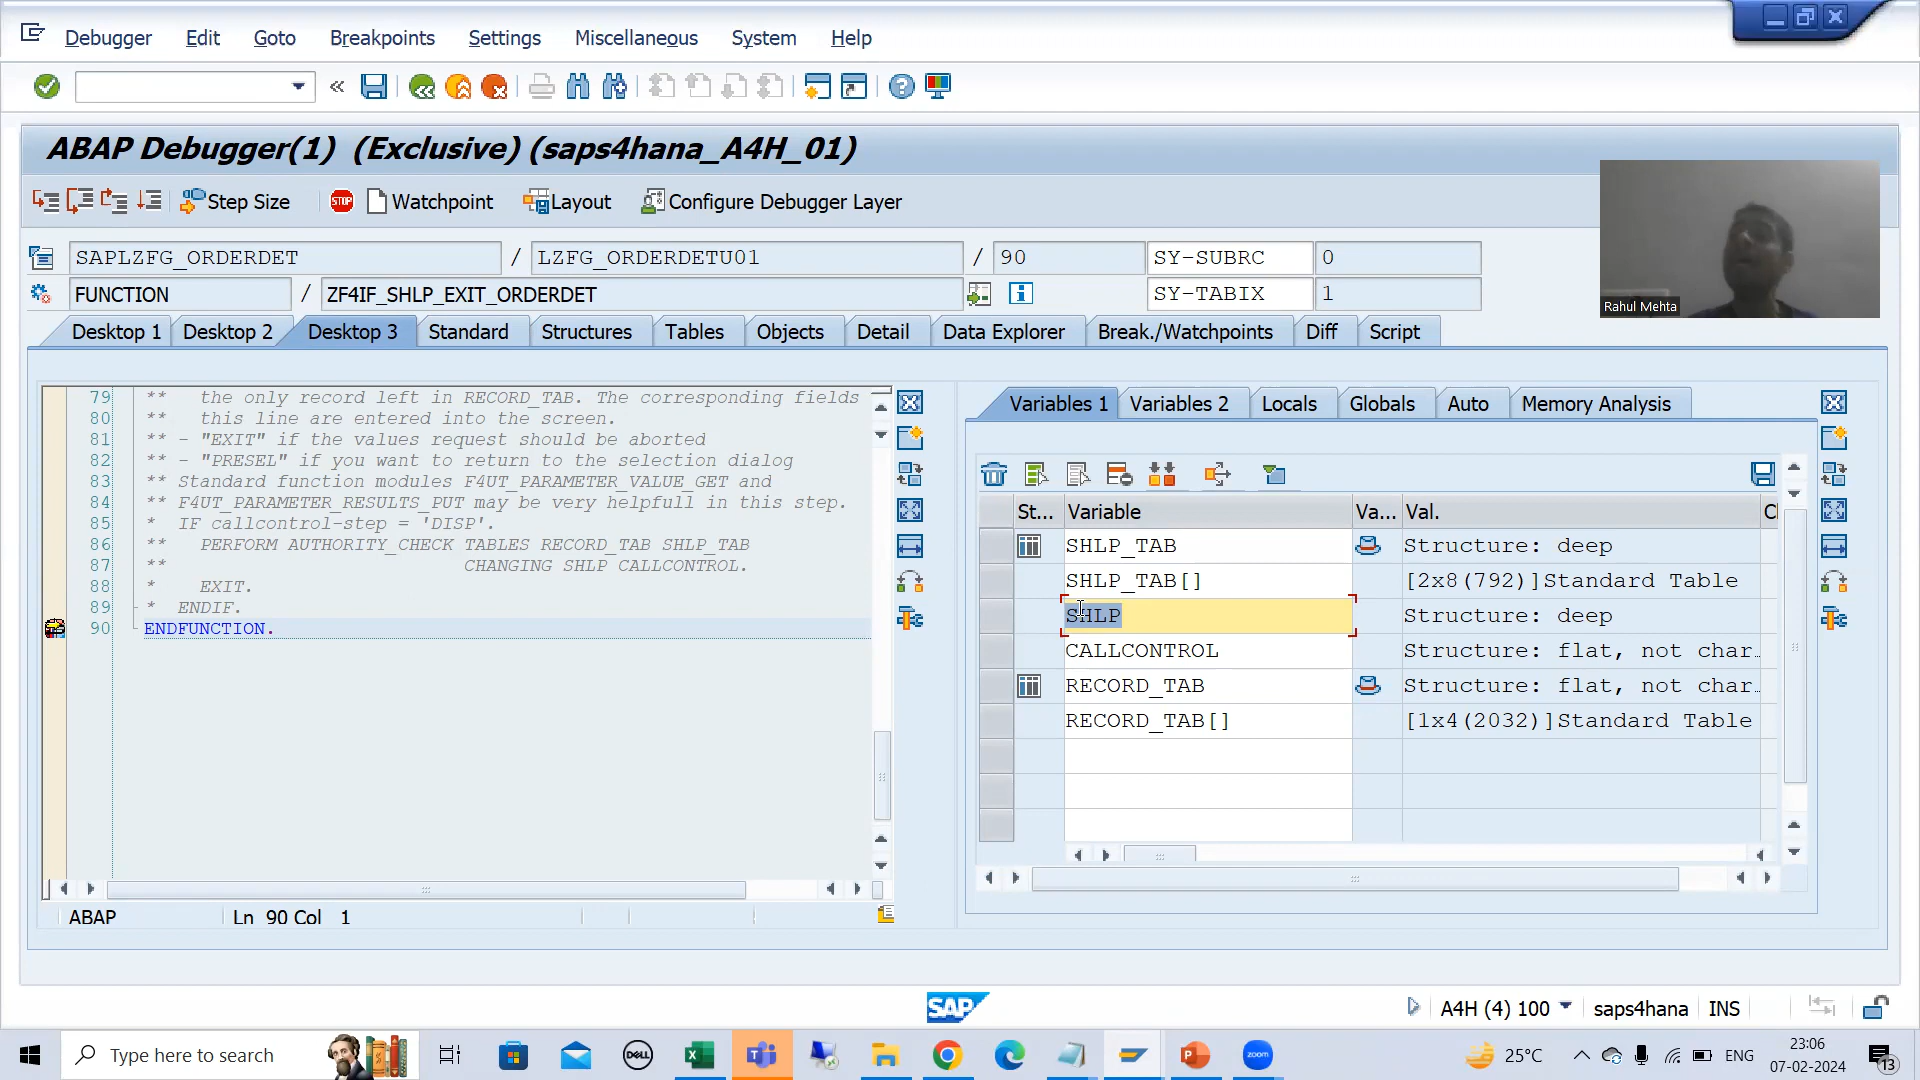 Debugger Edit Goto Breakpoints Settings Miscellaneous System Help
ABAP Debugger(1) (Exclusive) (saps4hana_A4H_01)
Step Size STOP Watchpoint Layout Configure Debugger Layer
SAPLZFG_ORDERDET / LZFG_ORDERDETU01 / 90 SY-SUBRC 0
FUNCTION / ZF4IF_SHLP_EXIT_ORDERDET SY-TABIX 1
Rahul Mehta
Desktop 1 Desktop 2 Desktop 3 Standard Structures Tables Objects Detail Data Explorer Break./Watchpoints Diff Script
79 ** the only record left in RECORD_TAB. The corresponding fields
80 ** this line are entered into the screen.
81 ** - "EXIT" if the values request should be aborted
82 ** - "PRESEL" if you want to return to the selection dialog
83 ** Standard function modules F4UT_PARAMETER_VALUE_GET and
84 ** F4UT_PARAMETER_RESULTS_PUT may be very helpfull in this step.
85 * IF callcontrol-step = 'DISP'.
86 ** PERFORM AUTHORITY_CHECK TABLES RECORD_TAB SHLP_TAB
87 ** CHANGING SHLP CALLCONTROL.
88 * EXIT.
89 * ENDIF.
90 ENDFUNCTION.
ABAP Ln 90 Col 1
Variables 1 Variables 2 Locals Globals Auto Memory Analysis
St... Variable Va... Val. Cl
SHLP_TAB Structure: deep
SHLP_TAB[] [2x8(792)]Standard Table
SHLP Structure: deep
CALLCONTROL Structure: flat, not char…
RECORD_TAB Structure: flat, not char…
RECORD_TAB[] [1x4(2032)]Standard Table
SAP A4H (4) 100 saps4hana INS
Type here to search DELL zoom 25°C ENG 23:06
07-02-2024 13